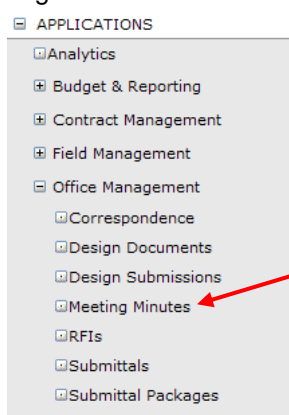 APPLICATIONS
Analytics
Budget & Reporting
Contract Management
Field Management
Office Management
Correspondence
Design Documents
Design Submissions
Meeting Minutes
RFIs
Submittals
Submittal Packages